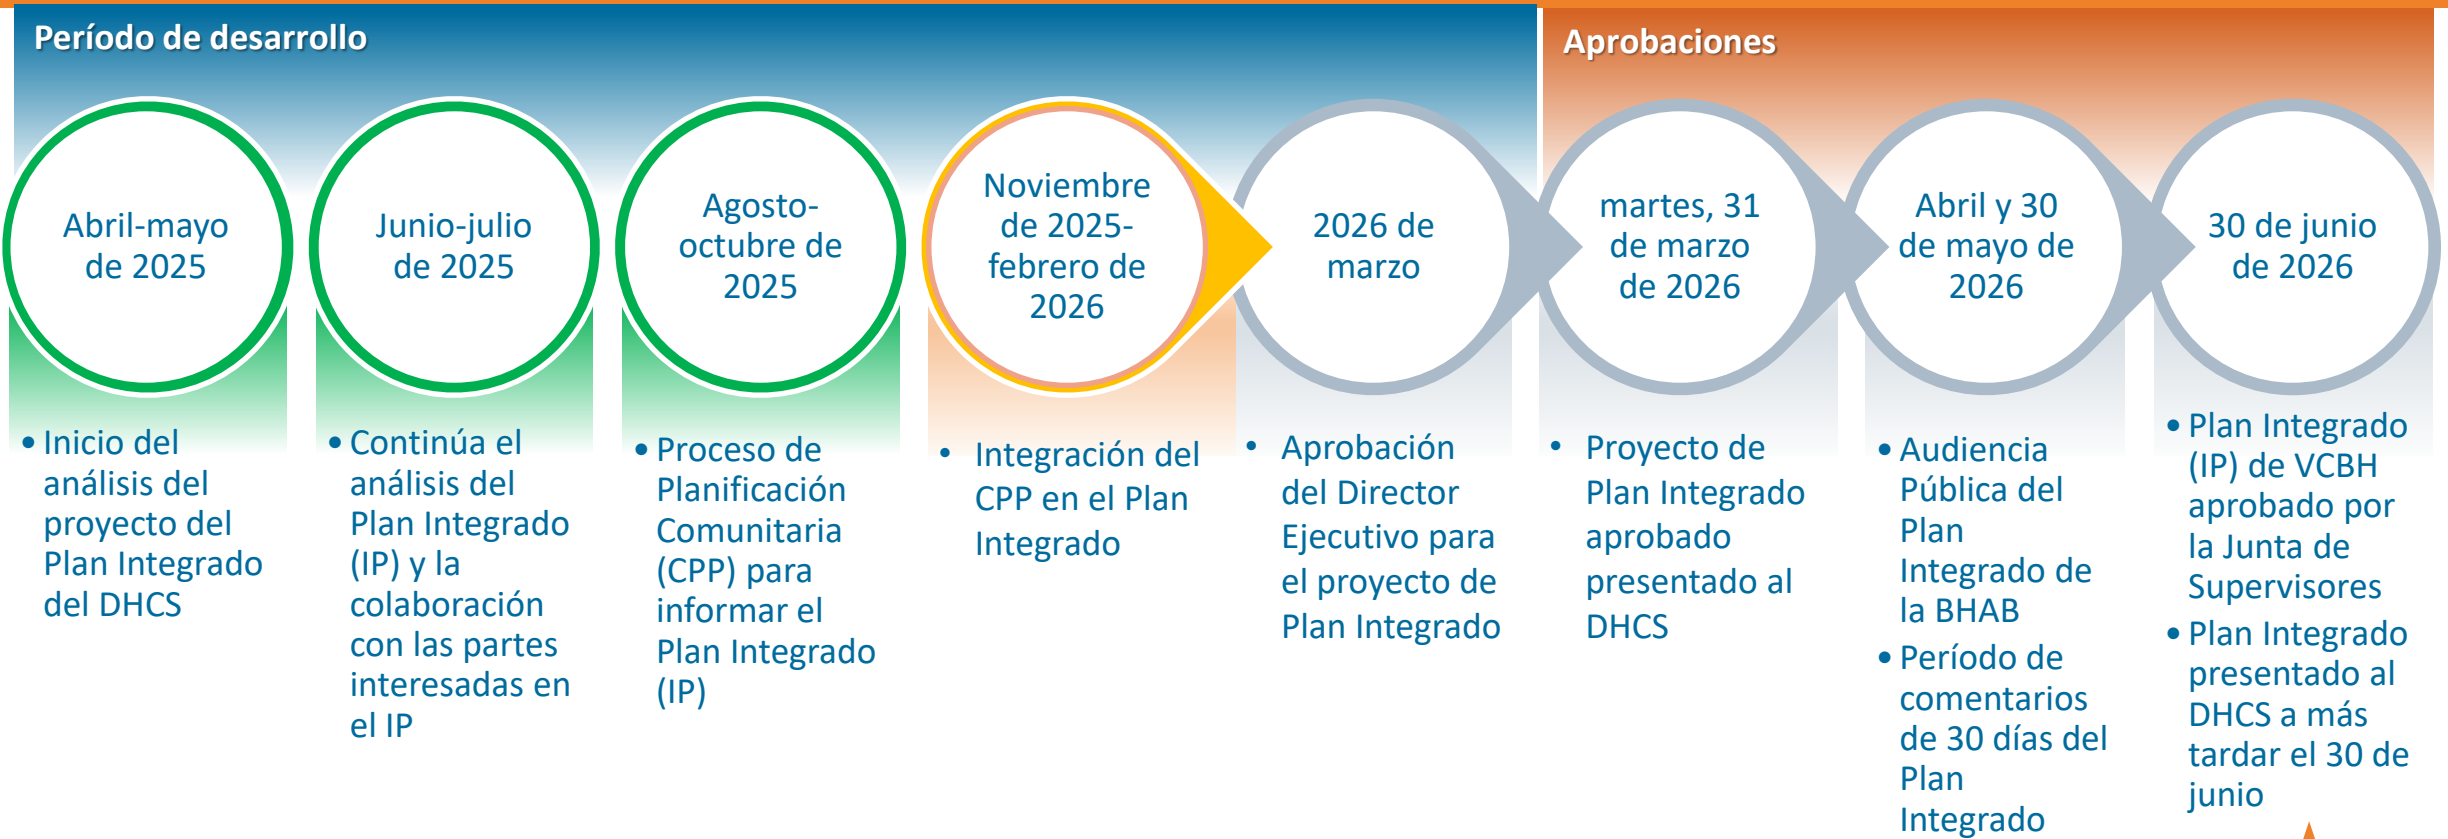 Período de desarrollo
Aprobaciones
Abril-mayo
de 2025
Junio-julio
de 2025
Agosto-
octubre de
2025
Noviembre
de 2025-
febrero de
2026
2026 de
marzo
martes, 31
de marzo
de 2026
Abril y 30
de mayo de
2026
30 de junio
de 2026
• Inicio del
análisis del
proyecto del
Plan Integrado
del DHCS
• Continúa el
análisis del
Plan Integrado
(IP) y la
colaboración
con las partes
interesadas en
el IP
• Proceso de
Planificación
Comunitaria
(CPP) para
informar el
Plan Integrado
(IP)
• Integración del
CPP en el Plan
Integrado
• Aprobación
del Director
Ejecutivo para
el proyecto de
Plan Integrado
• Proyecto de
Plan Integrado
aprobado
presentado al
DHCS
• Audiencia
Pública del
Plan
Integrado de
la BHAB
• Período de
comentarios
de 30 días del
Plan
Integrado
• Plan Integrado
(IP) de VCBH
aprobado por
la Junta de
Supervisores
• Plan Integrado
presentado al
DHCS a más
tardar el 30 de
junio